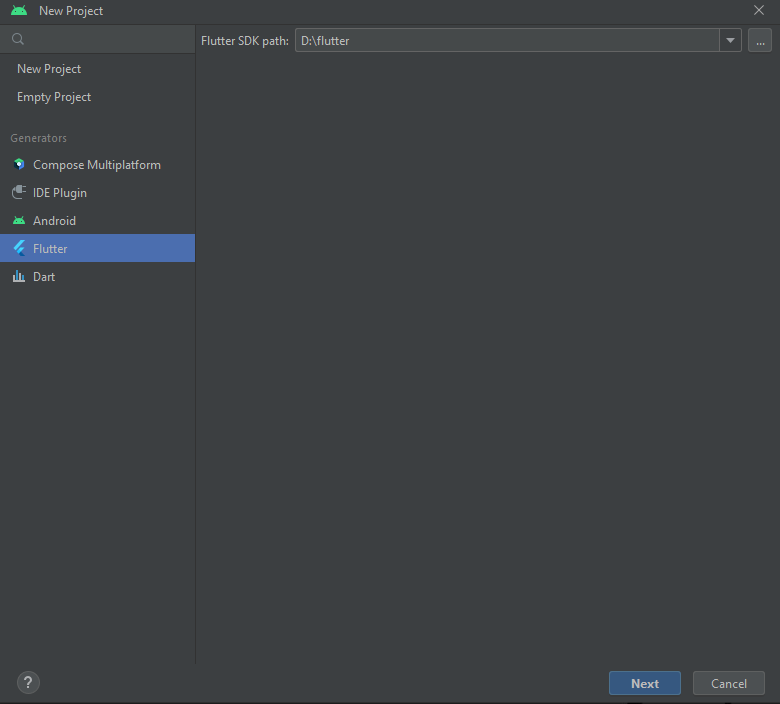 New Project
Flutter SDK path: D:\flutter ...
New Project
Empty Project
Generators
Compose Multiplatform
IDE Plugin
Android
Flutter
Dart
? Next Cancel